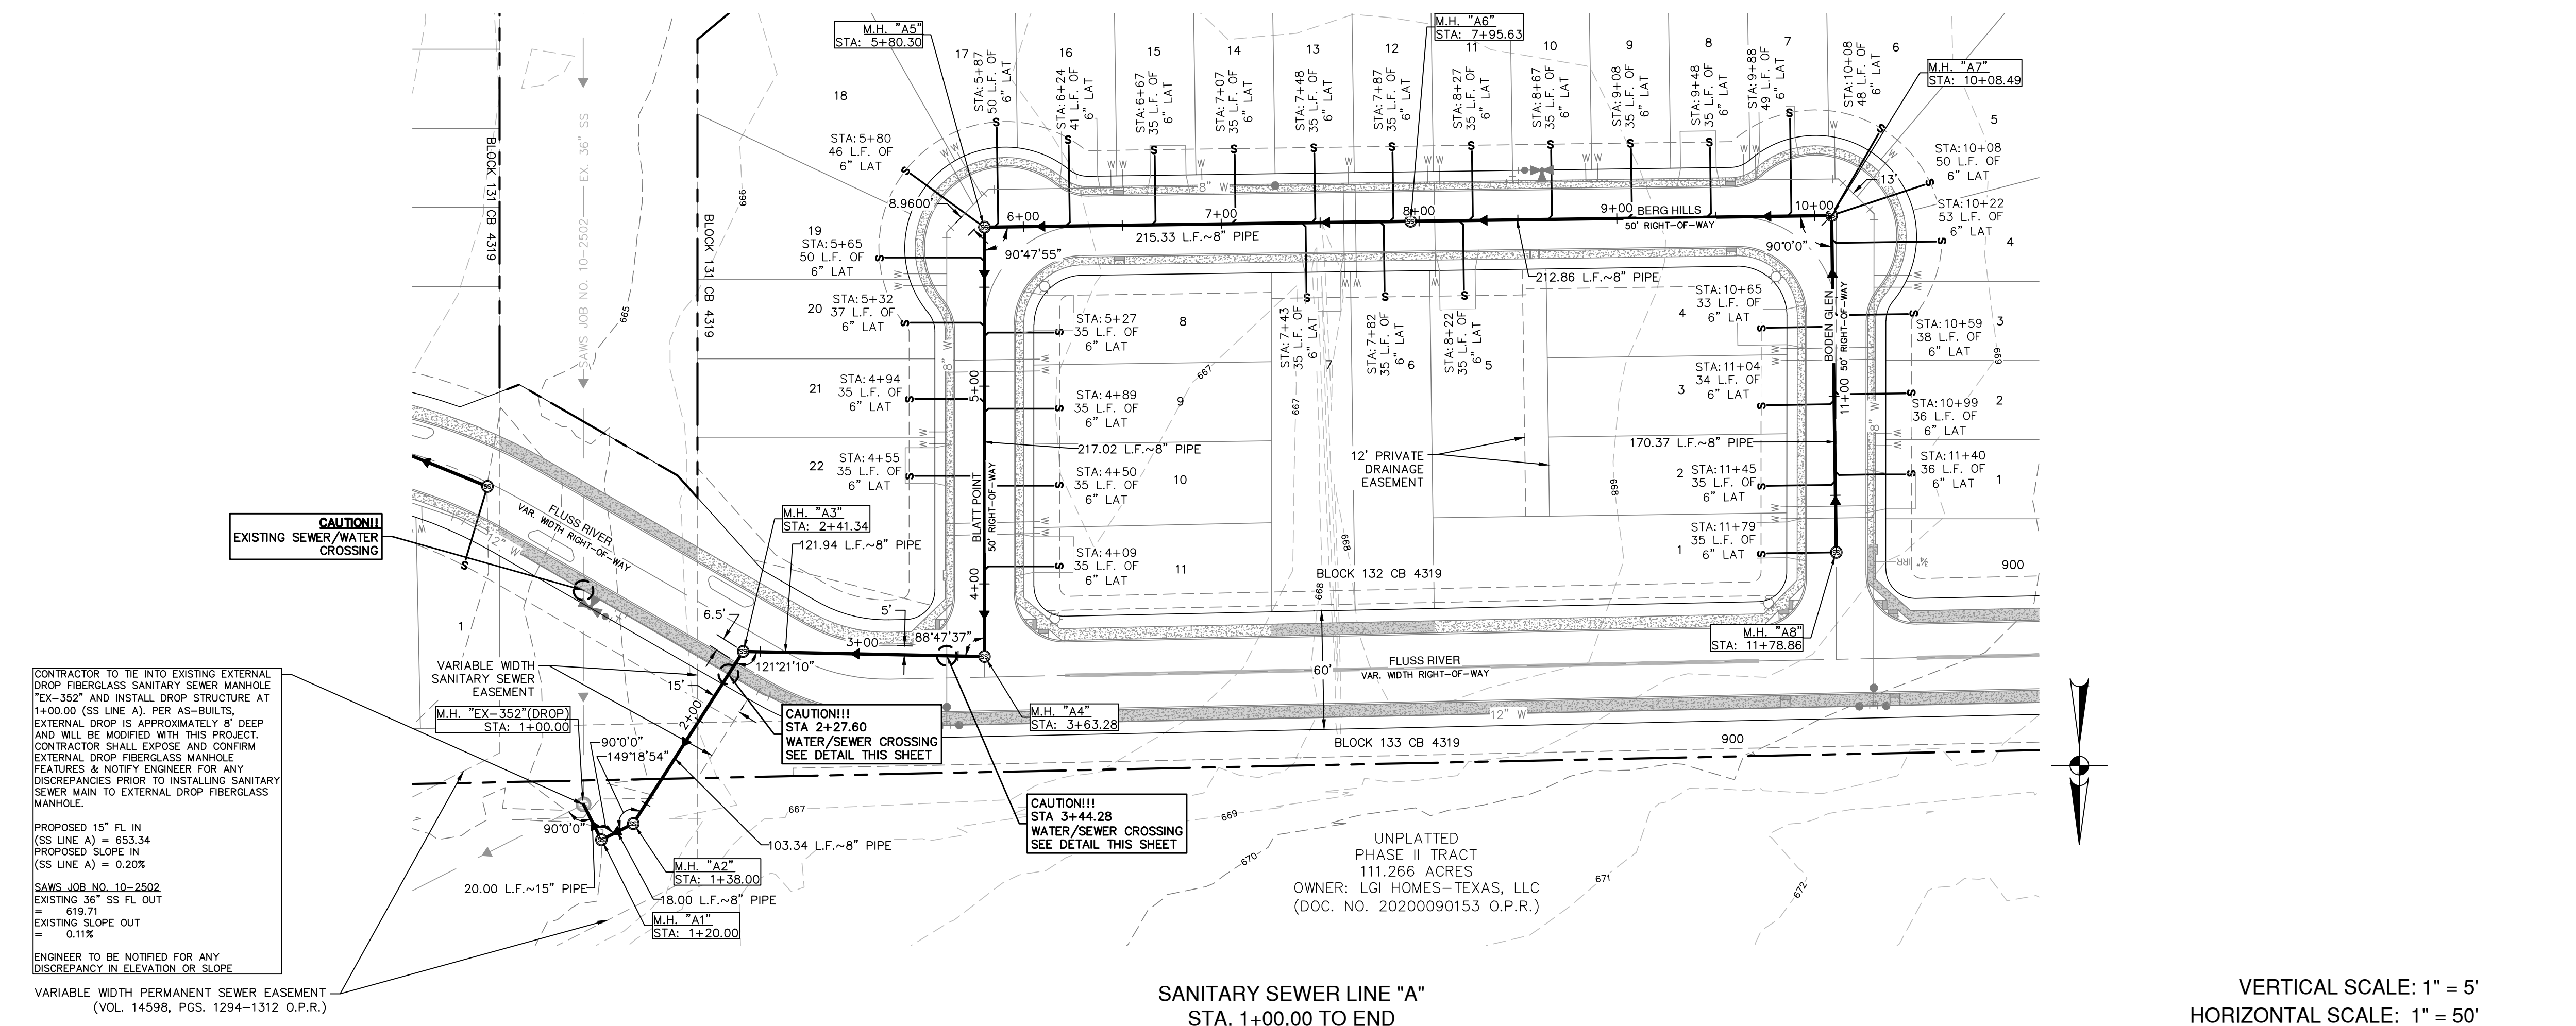 M.H. "A5"
STA: 5+80.30
M.H. "A6"
STA: 7+95.63
M.H. "A7"
STA: 10+08.49
17
16
15
14
13
12
11
10
9
8
7
6
5
4
3
2
1
18
19
20
21
22
STA:5+87
50 L.F. OF
6" LAT
STA:6+24
41 L.F. OF
6" LAT
STA:6+67
35 L.F. OF
6" LAT
STA:7+07
35 L.F. OF
6" LAT
STA:7+48
35 L.F. OF
6" LAT
STA:7+87
35 L.F. OF
6" LAT
STA:8+27
35 L.F. OF
6" LAT
STA:8+67
35 L.F. OF
6" LAT
STA:9+08
35 L.F. OF
6" LAT
STA:9+48
35 L.F. OF
6" LAT
STA:9+88
49 L.F. OF
6" LAT
STA:10+08
48 L.F. OF
6" LAT
STA:10+08
50 L.F. OF
6" LAT
13'
STA:10+22
53 L.F. OF
6" LAT
STA:10+59
38 L.F. OF
6" LAT
STA:10+99
36 L.F. OF
6" LAT
STA:11+40
36 L.F. OF
6" LAT
STA:5+80
46 L.F. OF
6" LAT
8.9600'
STA:5+65
50 L.F. OF
6" LAT
STA:5+32
37 L.F. OF
6" LAT
STA:4+94
35 L.F. OF
6" LAT
STA:4+55
35 L.F. OF
6" LAT
BLOCK 131 CB 4319
SAWS JOB NO. 10-2502 EX. 36" SS
BLOCK 131 CB 4319
665
666
6+00
7+00
8+00
9+00
10+00
BERG HILLS
50' RIGHT-OF-WAY
8" W
215.33 L.F.~8" PIPE
212.86 L.F.~8" PIPE
90°47'55"
90°0'0"
STA:5+27
35 L.F. OF
6" LAT
8
STA:4+89
35 L.F. OF
6" LAT
9
217.02 L.F.~8" PIPE
STA:4+50
35 L.F. OF
6" LAT
10
STA:4+09
35 L.F. OF
6" LAT
11
8" W
5+00
4+00
BLATT POINT
50' RIGHT-OF-WAY
STA:7+43
35 L.F. OF
6" LAT
7
STA:7+82
35 L.F. OF
6" LAT
6
STA:8+22
35 L.F. OF
6" LAT
5
667
667
668
668
668
669
12' PRIVATE
DRAINAGE
EASEMENT
STA:10+65
33 L.F. OF
6" LAT
4
STA:11+04
34 L.F. OF
6" LAT
3
170.37 L.F.~8" PIPE
STA:11+45
35 L.F. OF
6" LAT
2
STA:11+79
35 L.F. OF
6" LAT
1
BODEN GLEN
50' RIGHT-OF-WAY
11+00
8" W
¾" IRR
900
BLOCK 132 CB 4319
M.H. "A8"
STA: 11+78.86
FLUSS RIVER
VAR. WIDTH RIGHT-OF-WAY
60'
12" W
BLOCK 133 CB 4319
900
CAUTION!!
EXISTING SEWER/WATER
CROSSING
FLUSS RIVER
VAR. WIDTH RIGHT-OF-WAY
12" W
M.H. "A3"
STA: 2+41.34
121.94 L.F.~8" PIPE
6.5'
5'
3+00
88°47'37"
121°21'10"
15'
2+00
1
VARIABLE WIDTH
SANITARY SEWER
EASEMENT
M.H. "EX-352"(DROP)
STA: 1+00.00
CAUTION!!!
STA 2+27.60
WATER/SEWER CROSSING
SEE DETAIL THIS SHEET
M.H. "A4"
STA: 3+63.28
90°0'0"
149°18'54"
90°0'0"
CAUTION!!!
STA 3+44.28
WATER/SEWER CROSSING
SEE DETAIL THIS SHEET
103.34 L.F.~8" PIPE
M.H. "A2"
STA: 1+38.00
20.00 L.F.~15" PIPE
18.00 L.F.~8" PIPE
M.H. "A1"
STA: 1+20.00
667
669
670
671
672
UNPLATTED
PHASE II TRACT
111.266 ACRES
OWNER: LGI HOMES-TEXAS, LLC
(DOC. NO. 20200090153 O.P.R.)
CONTRACTOR TO TIE INTO EXISTING EXTERNAL
DROP FIBERGLASS SANITARY SEWER MANHOLE
"EX-352" AND INSTALL DROP STRUCTURE AT
1+00.00 (SS LINE A). PER AS-BUILTS,
EXTERNAL DROP IS APPROXIMATELY 8' DEEP
AND WILL BE MODIFIED WITH THIS PROJECT.
CONTRACTOR SHALL EXPOSE AND CONFIRM
EXTERNAL DROP FIBERGLASS MANHOLE
FEATURES & NOTIFY ENGINEER FOR ANY
DISCREPANCIES PRIOR TO INSTALLING SANITARY
SEWER MAIN TO EXTERNAL DROP FIBERGLASS
MANHOLE.
PROPOSED 15" FL IN
(SS LINE A) = 653.34
PROPOSED SLOPE IN
(SS LINE A) = 0.20%
SAWS JOB NO. 10-2502
EXISTING 36" SS FL OUT
= 619.71
EXISTING SLOPE OUT
= 0.11%
ENGINEER TO BE NOTIFIED FOR ANY
DISCREPANCY IN ELEVATION OR SLOPE
VARIABLE WIDTH PERMANENT SEWER EASEMENT
(VOL. 14598, PGS. 1294-1312 O.P.R.)
SANITARY SEWER LINE "A"
STA. 1+00.00 TO END
VERTICAL SCALE: 1" = 5'
HORIZONTAL SCALE: 1" = 50'